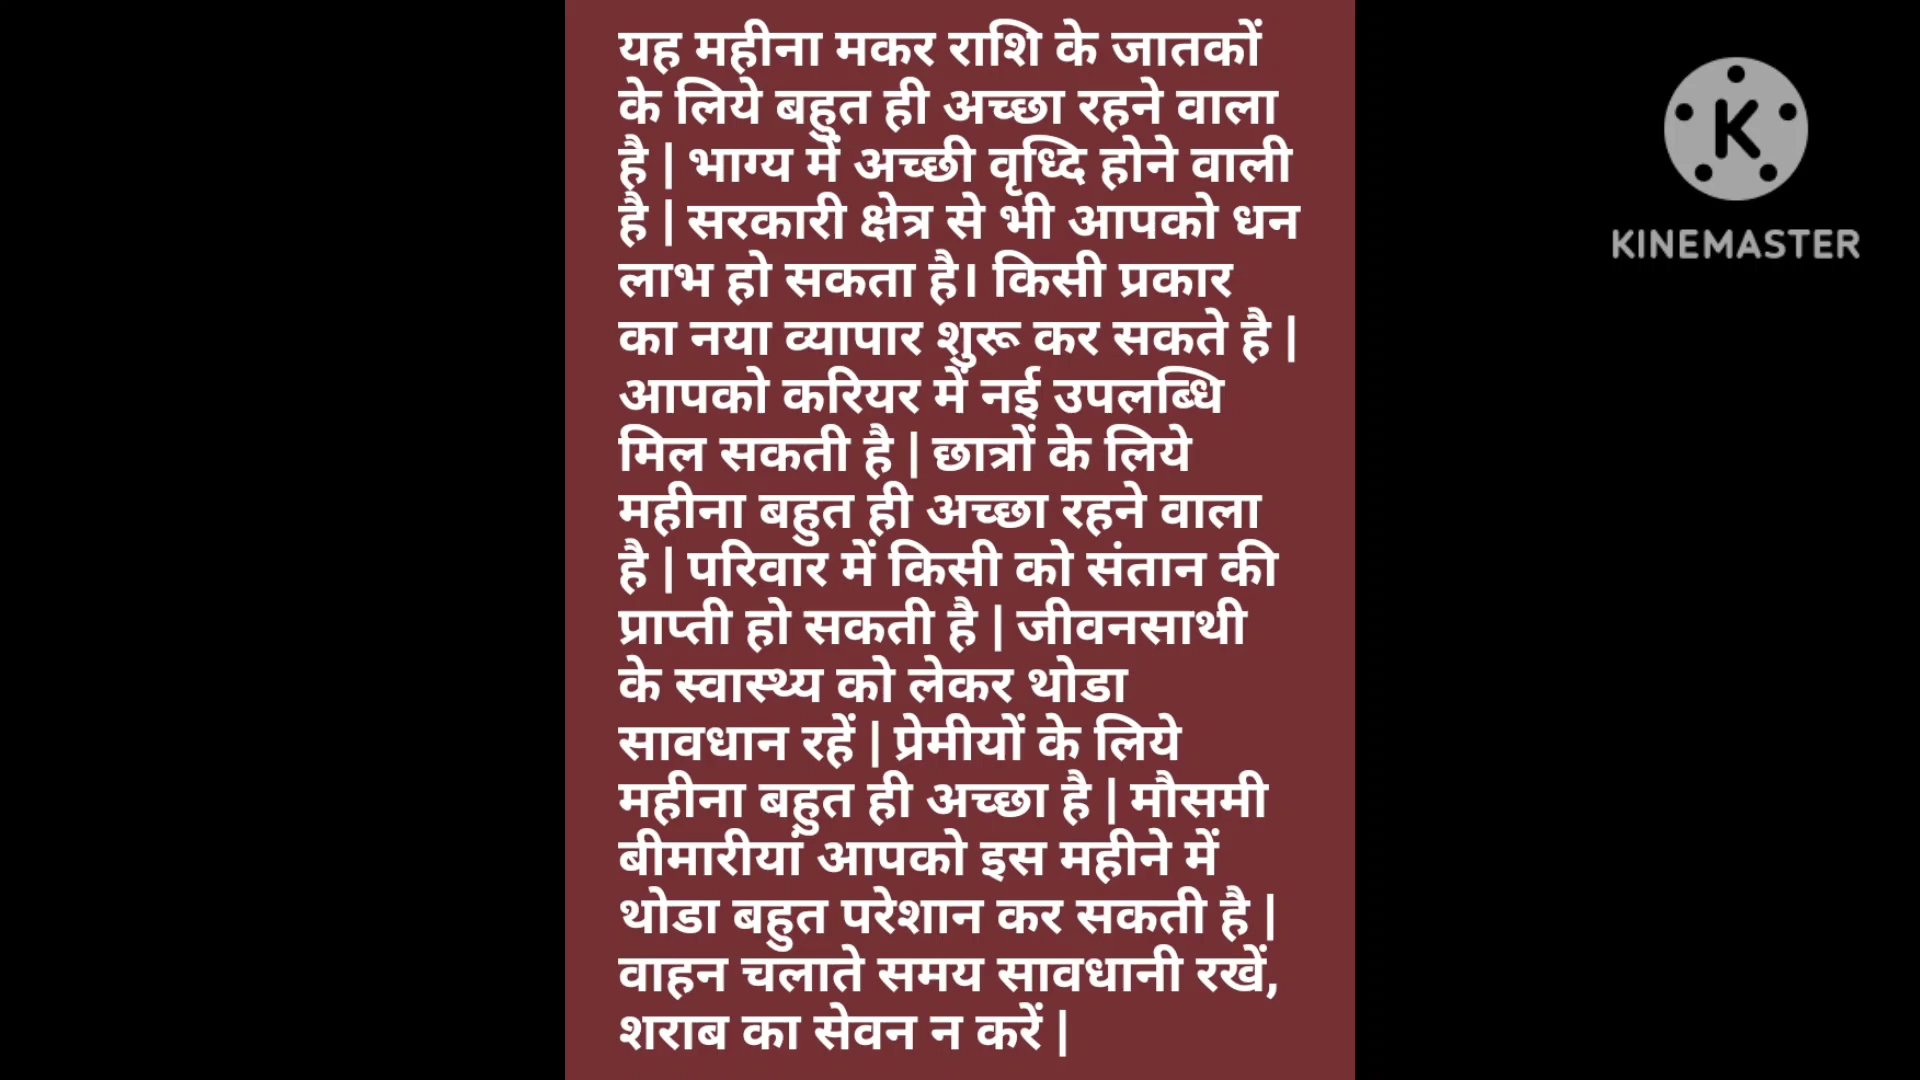 यह महीना मकर राशि के जातकों
के लिये बहुत ही अच्छा रहने वाला
है | भाग्य में अच्छी वृध्दि होने वाली
है | सरकारी क्षेत्र से भी आपको धन
लाभ हो सकता है। किसी प्रकार
का नया व्यापार शुरू कर सकते है |
आपको करियर में नई उपलब्धि
मिल सकती है | छात्रों के लिये
महीना बहुत ही अच्छा रहने वाला
है | परिवार में किसी को संतान की
प्राप्ती हो सकती है | जीवनसाथी
के स्वास्थ्य को लेकर थोडा
सावधान रहें | प्रेमीयों के लिये
महीना बहुत ही अच्छा है | मौसमी
बीमारीयां आपको इस महीने में
थोडा बहुत परेशान कर सकती है |
वाहन चलाते समय सावधानी रखें,
शराब का सेवन न करें |
K
KINEMASTER